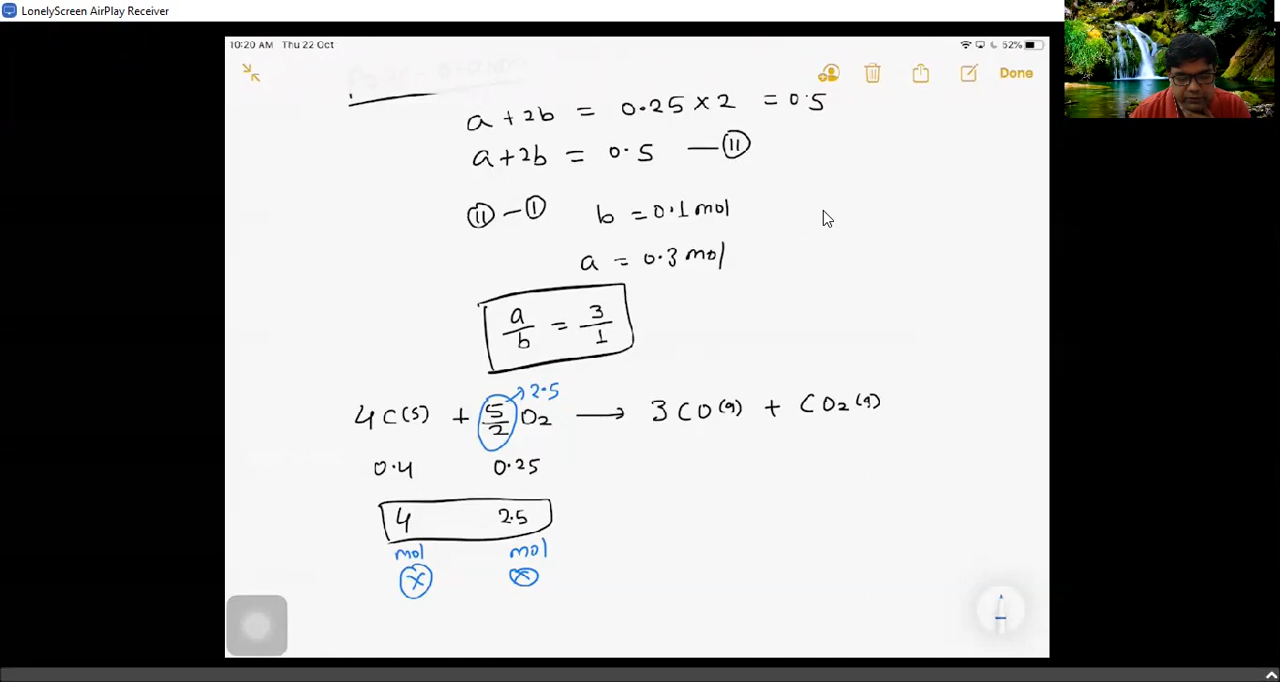 LonelyScreen AirPlay Receiver
10:20 AM Thu 22 Oct
52%
Done
a + 2b = 0.25 × 2 = 0.5
a + 2b = 0.5 — II
II – I b = 0.1 mol
a = 0.3 mol
a/b = 3/1
→ 2.5
4C(s) + 5/2 O₂ → 3CO(g) + CO₂(g)
0.4 0.25
4 2.5
mol mol
x x